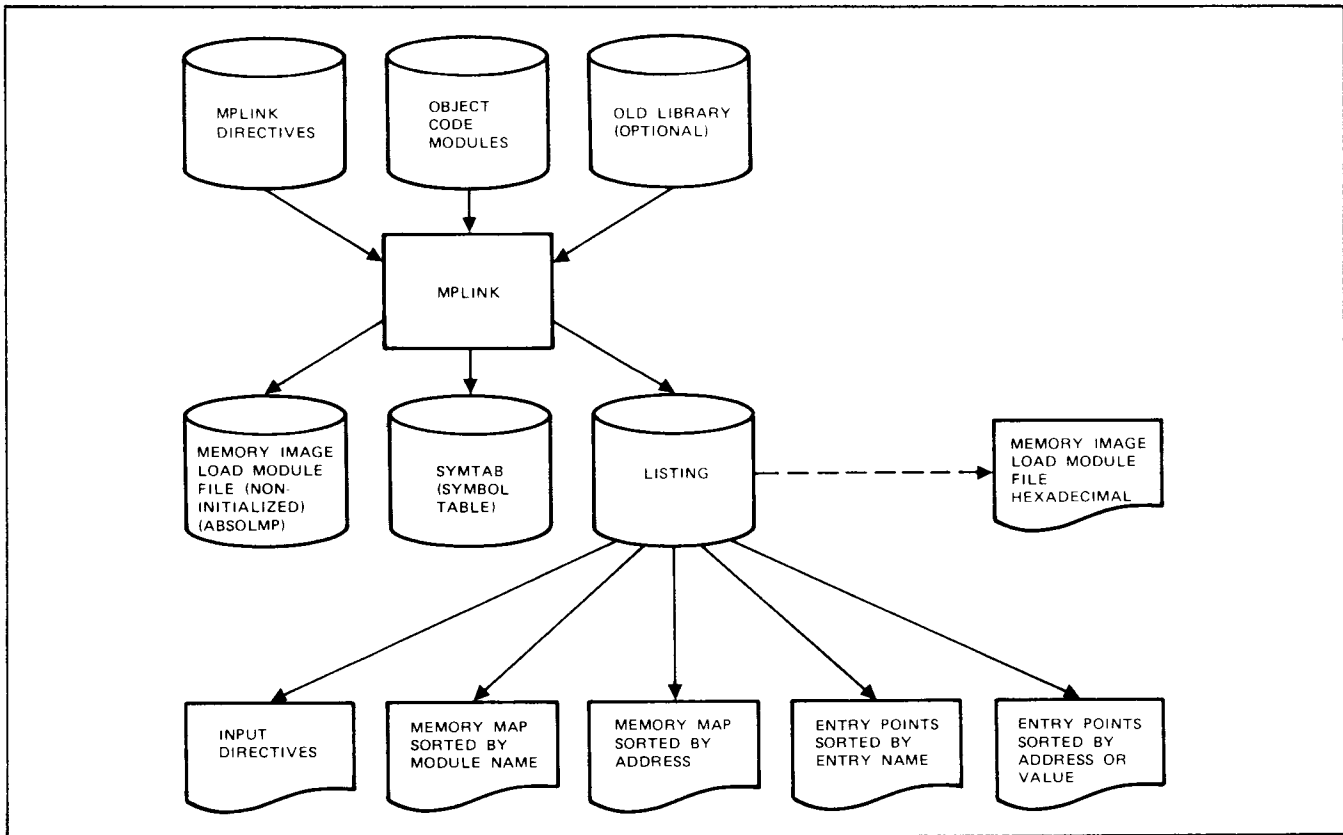 MPLINK
DIRECTIVES
OBJECT
CODE
MODULES
OLD LIBRARY
(OPTIONAL)
MPLINK
MEMORY IMAGE
LOAD MODULE
FILE (NON-
INITIALIZED)
(ABSOLMP)
SYMTAB
(SYMBOL
TABLE)
LISTING
MEMORY IMAGE
LOAD MODULE
FILE
HEXADECIMAL
INPUT
DIRECTIVES
MEMORY MAP
SORTED BY
MODULE NAME
MEMORY MAP
SORTED BY
ADDRESS
ENTRY POINTS
SORTED BY
ENTRY NAME
ENTRY POINTS
SORTED BY
ADDRESS OR
VALUE